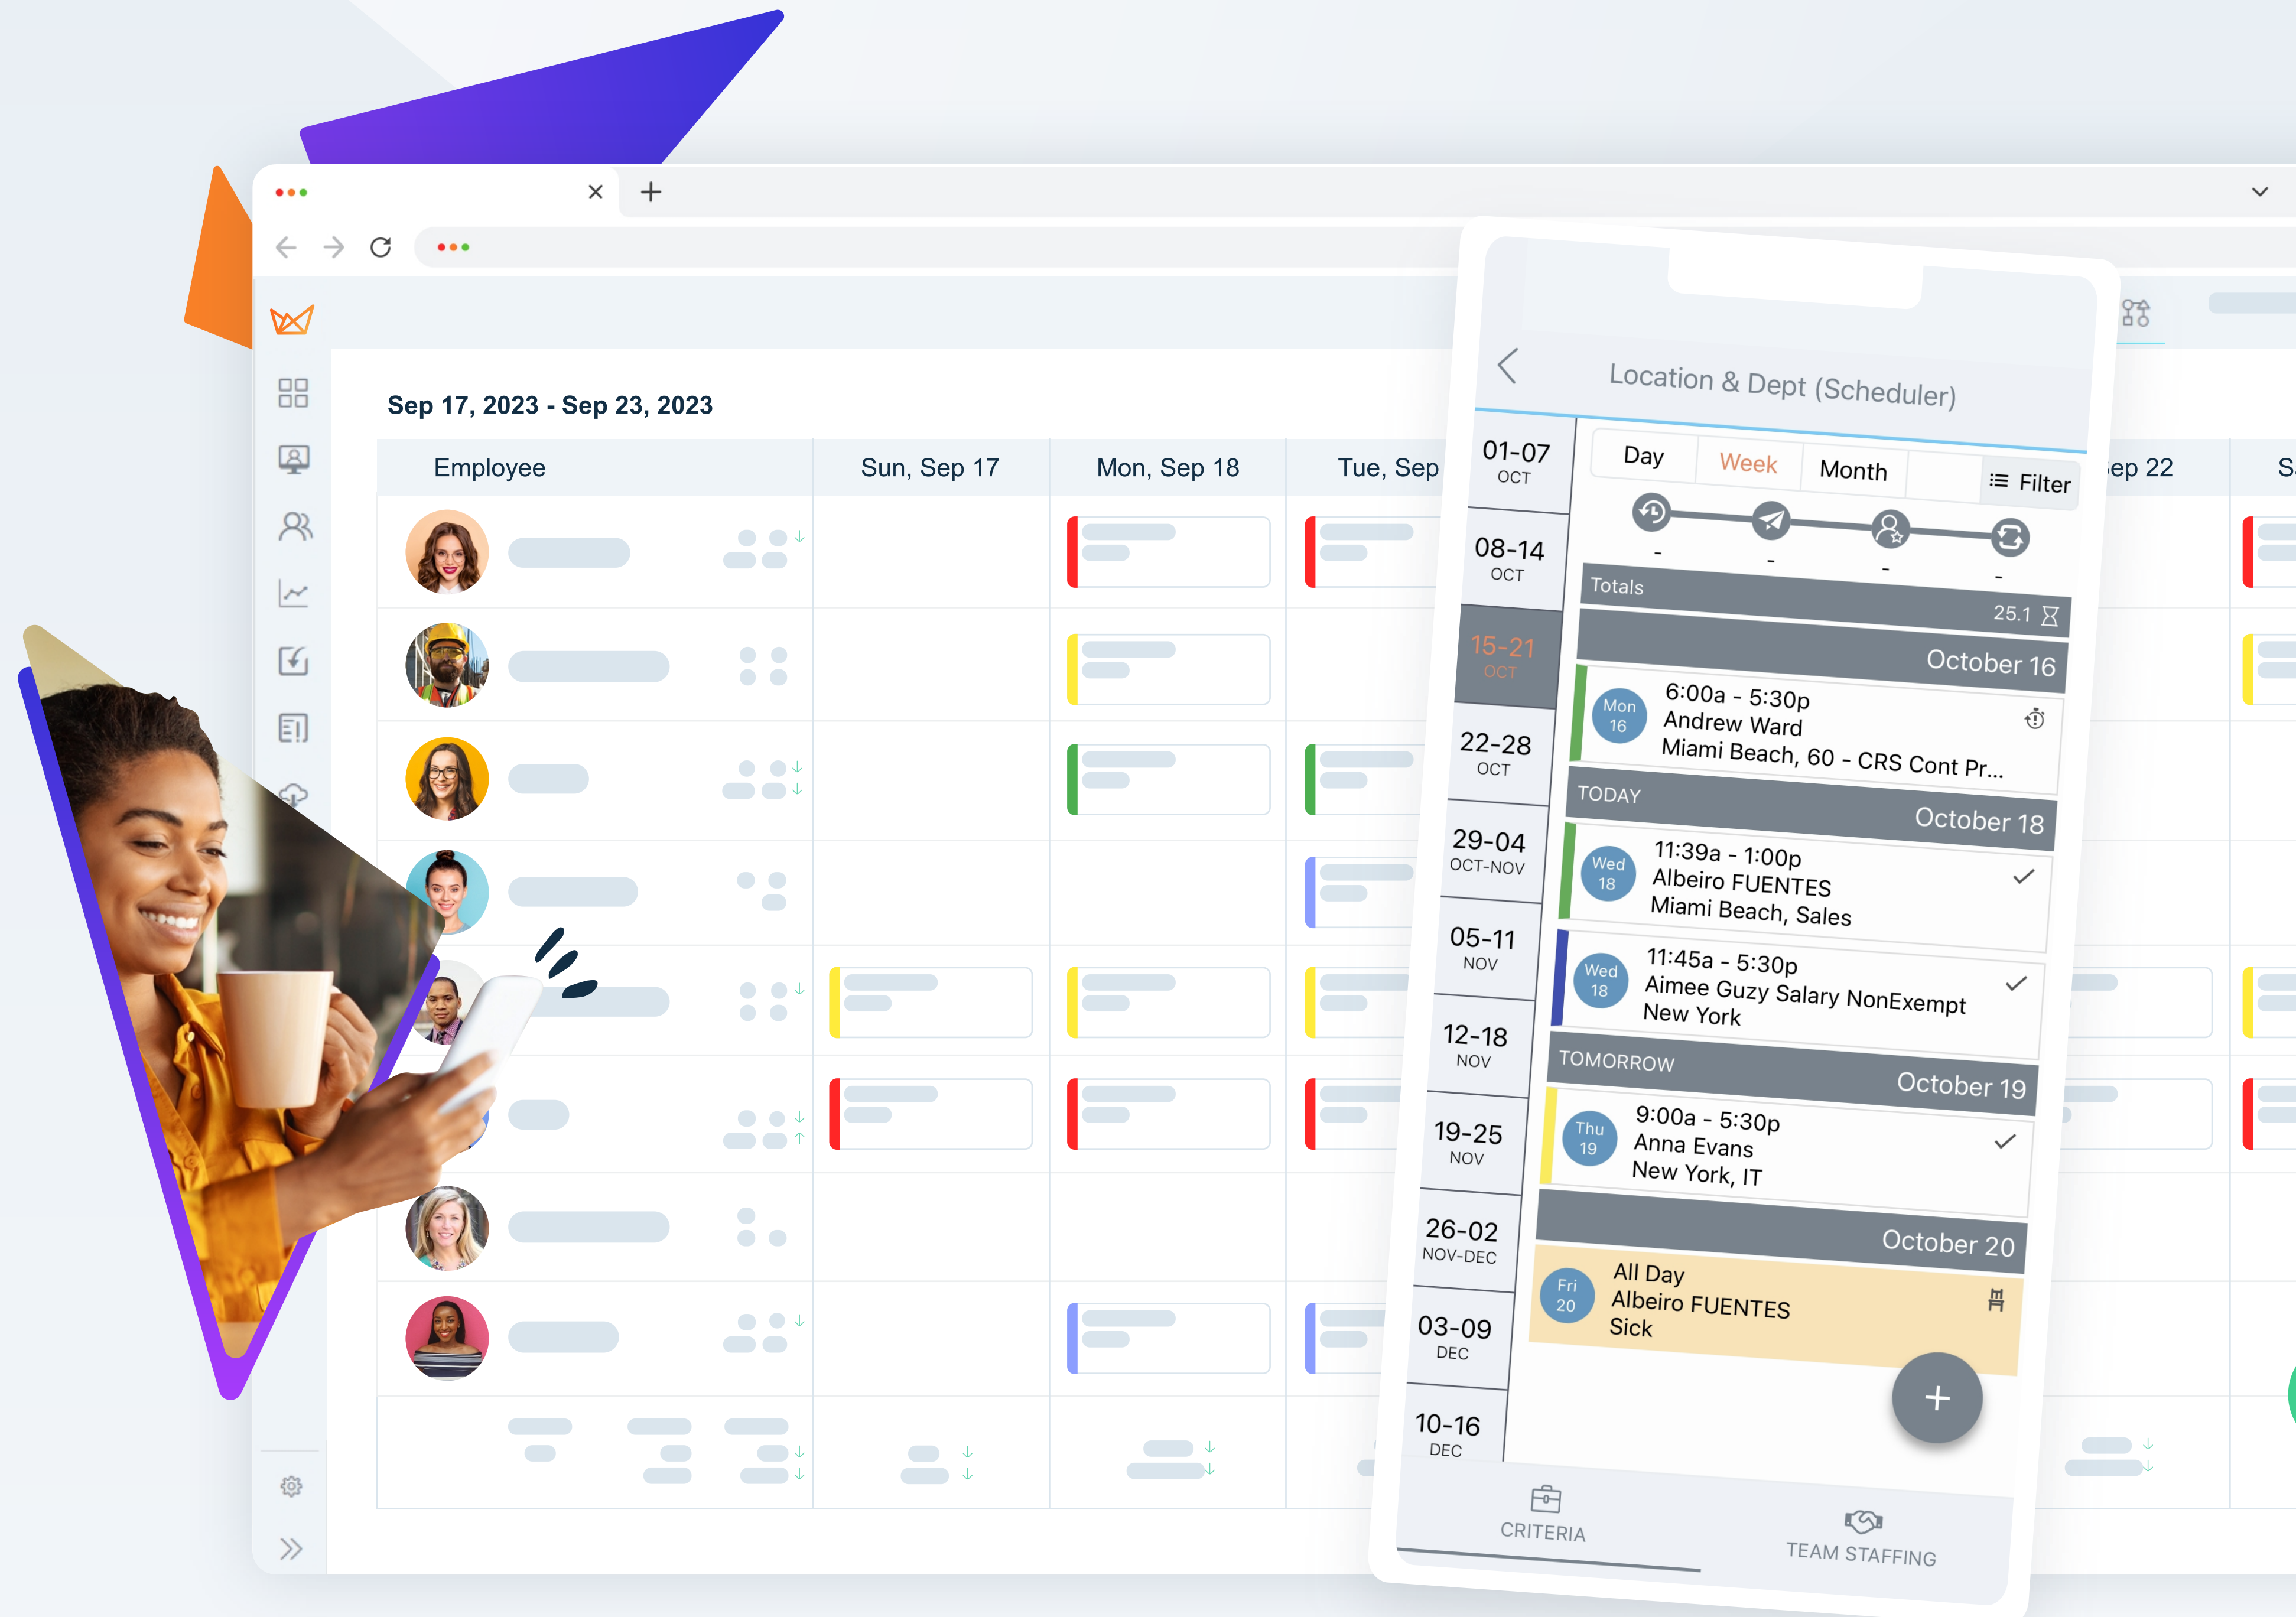 Sep 17, 2023 - Sep 23, 2023
Employee
Sun, Sep 17
Mon, Sep 18
Tue, Sep
ep 22
Location & Dept (Scheduler)
01-07
OCT
08-14
OCT
15-21
OCT
22-28
OCT
29-04
OCT-NOV
05-11
NOV
12-18
NOV
19-25
NOV
26-02
NOV-DEC
03-09
DEC
10-16
DEC
Day
Week
Month
Filter
-
-
-
-
Totals
25.1
October 16
Mon
16
6:00a - 5:30p
Andrew Ward
Miami Beach, 60 - CRS Cont Pr...
TODAY
October 18
Wed
18
11:39a - 1:00p
Albeiro FUENTES
Miami Beach, Sales
Wed
18
11:45a - 5:30p
Aimee Guzy Salary NonExempt
New York
TOMORROW
October 19
Thu
19
9:00a - 5:30p
Anna Evans
New York, IT
October 20
Fri
20
All Day
Albeiro FUENTES
Sick
CRITERIA
TEAM STAFFING